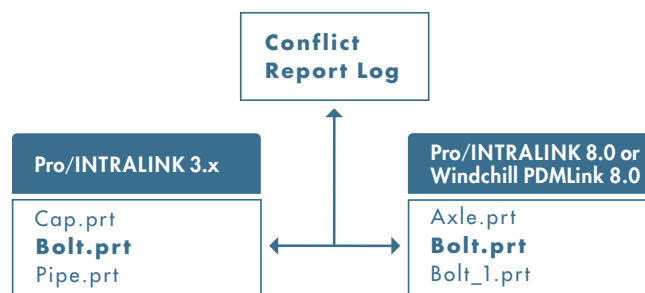 Conflict
Report Log
Pro/INTRALINK 3.x
Cap.prt
Bolt.prt
Pipe.prt
Pro/INTRALINK 8.0 or
Windchill PDMLink 8.0
Axle.prt
Bolt.prt
Bolt_1.prt